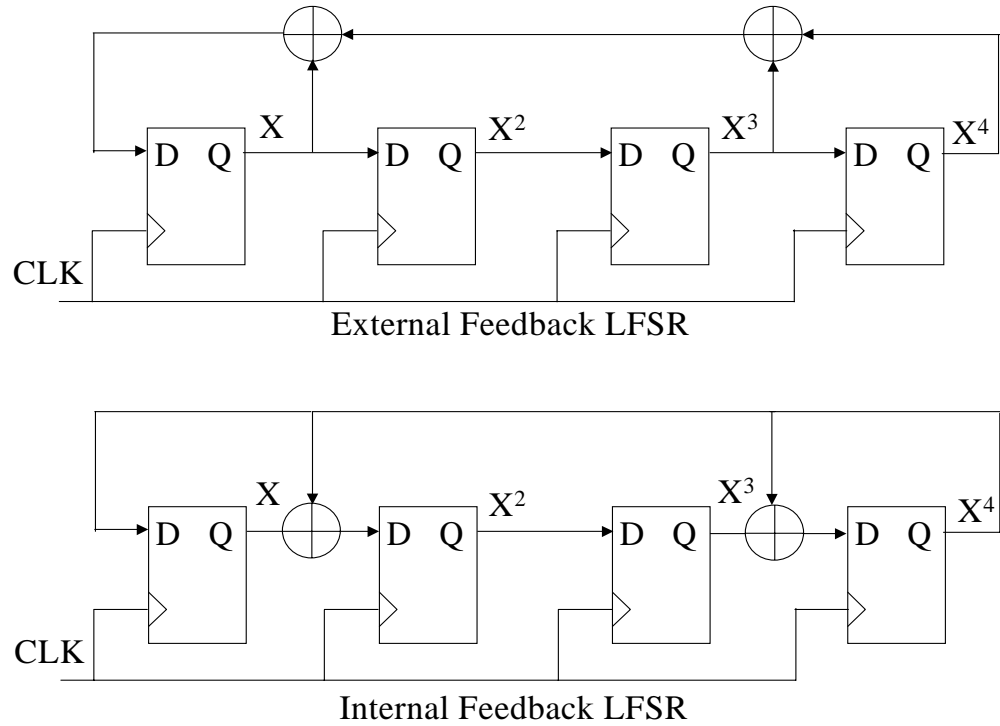 X X² X³ X⁴
D Q D Q D Q D Q
CLK
External Feedback LFSR
X X² X³ X⁴
D Q D Q D Q D Q
CLK
Internal Feedback LFSR